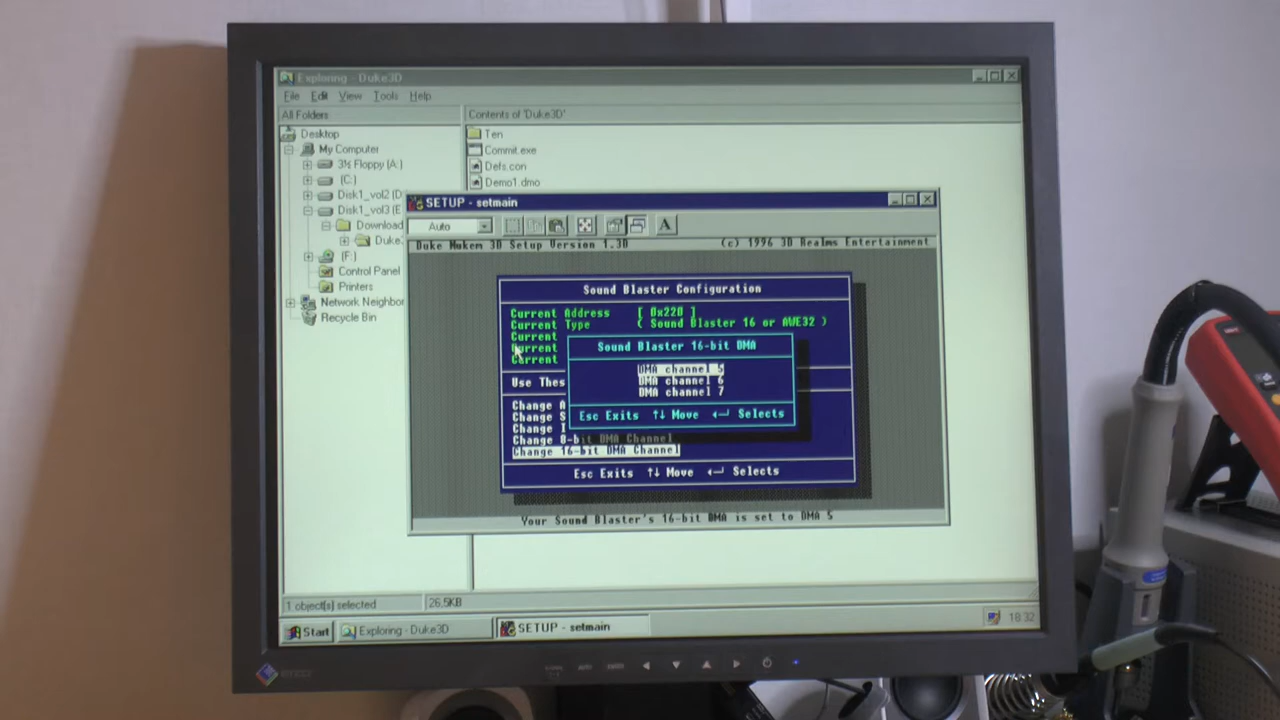 Exploring - Duke3D
File Edit View Tools Help
All Folders
Contents of 'Duke3D'
Desktop
My Computer
3½ Floppy (A:)
(C:)
Disk1_vol2 (D
Disk1_vol3 (E
Download
Duke
(F:)
Control Panel
Printers
Network Neighbor
Recycle Bin
Ten
Commit.exe
Defs.con
Demo1.dmo
SETUP - setmain
Auto
A
Duke Nukem 3D Setup Version 1.3D (c) 1996 3D Realms Entertainment
Sound Blaster Configuration
Current Address [ 0x220 ]
Current Type ( Sound Blaster 16 or AWE32 )
Current
Current
Current
Sound Blaster 16-bit DMA
DMA channel 5
DMA channel 6
DMA channel 7
Esc Exits ↑↓ Move ←┘ Selects
Use Thes
Change A
Change S
Change I
Change 8-bit DMA Channel
Change 16-bit DMA Channel
Esc Exits ↑↓ Move ←┘ Selects
Your Sound Blaster's 16-bit DMA is set to DMA 5
1 object(s) selected
26,5KB
Start
Exploring - Duke3D
SETUP - setmain
18:32
EIZO